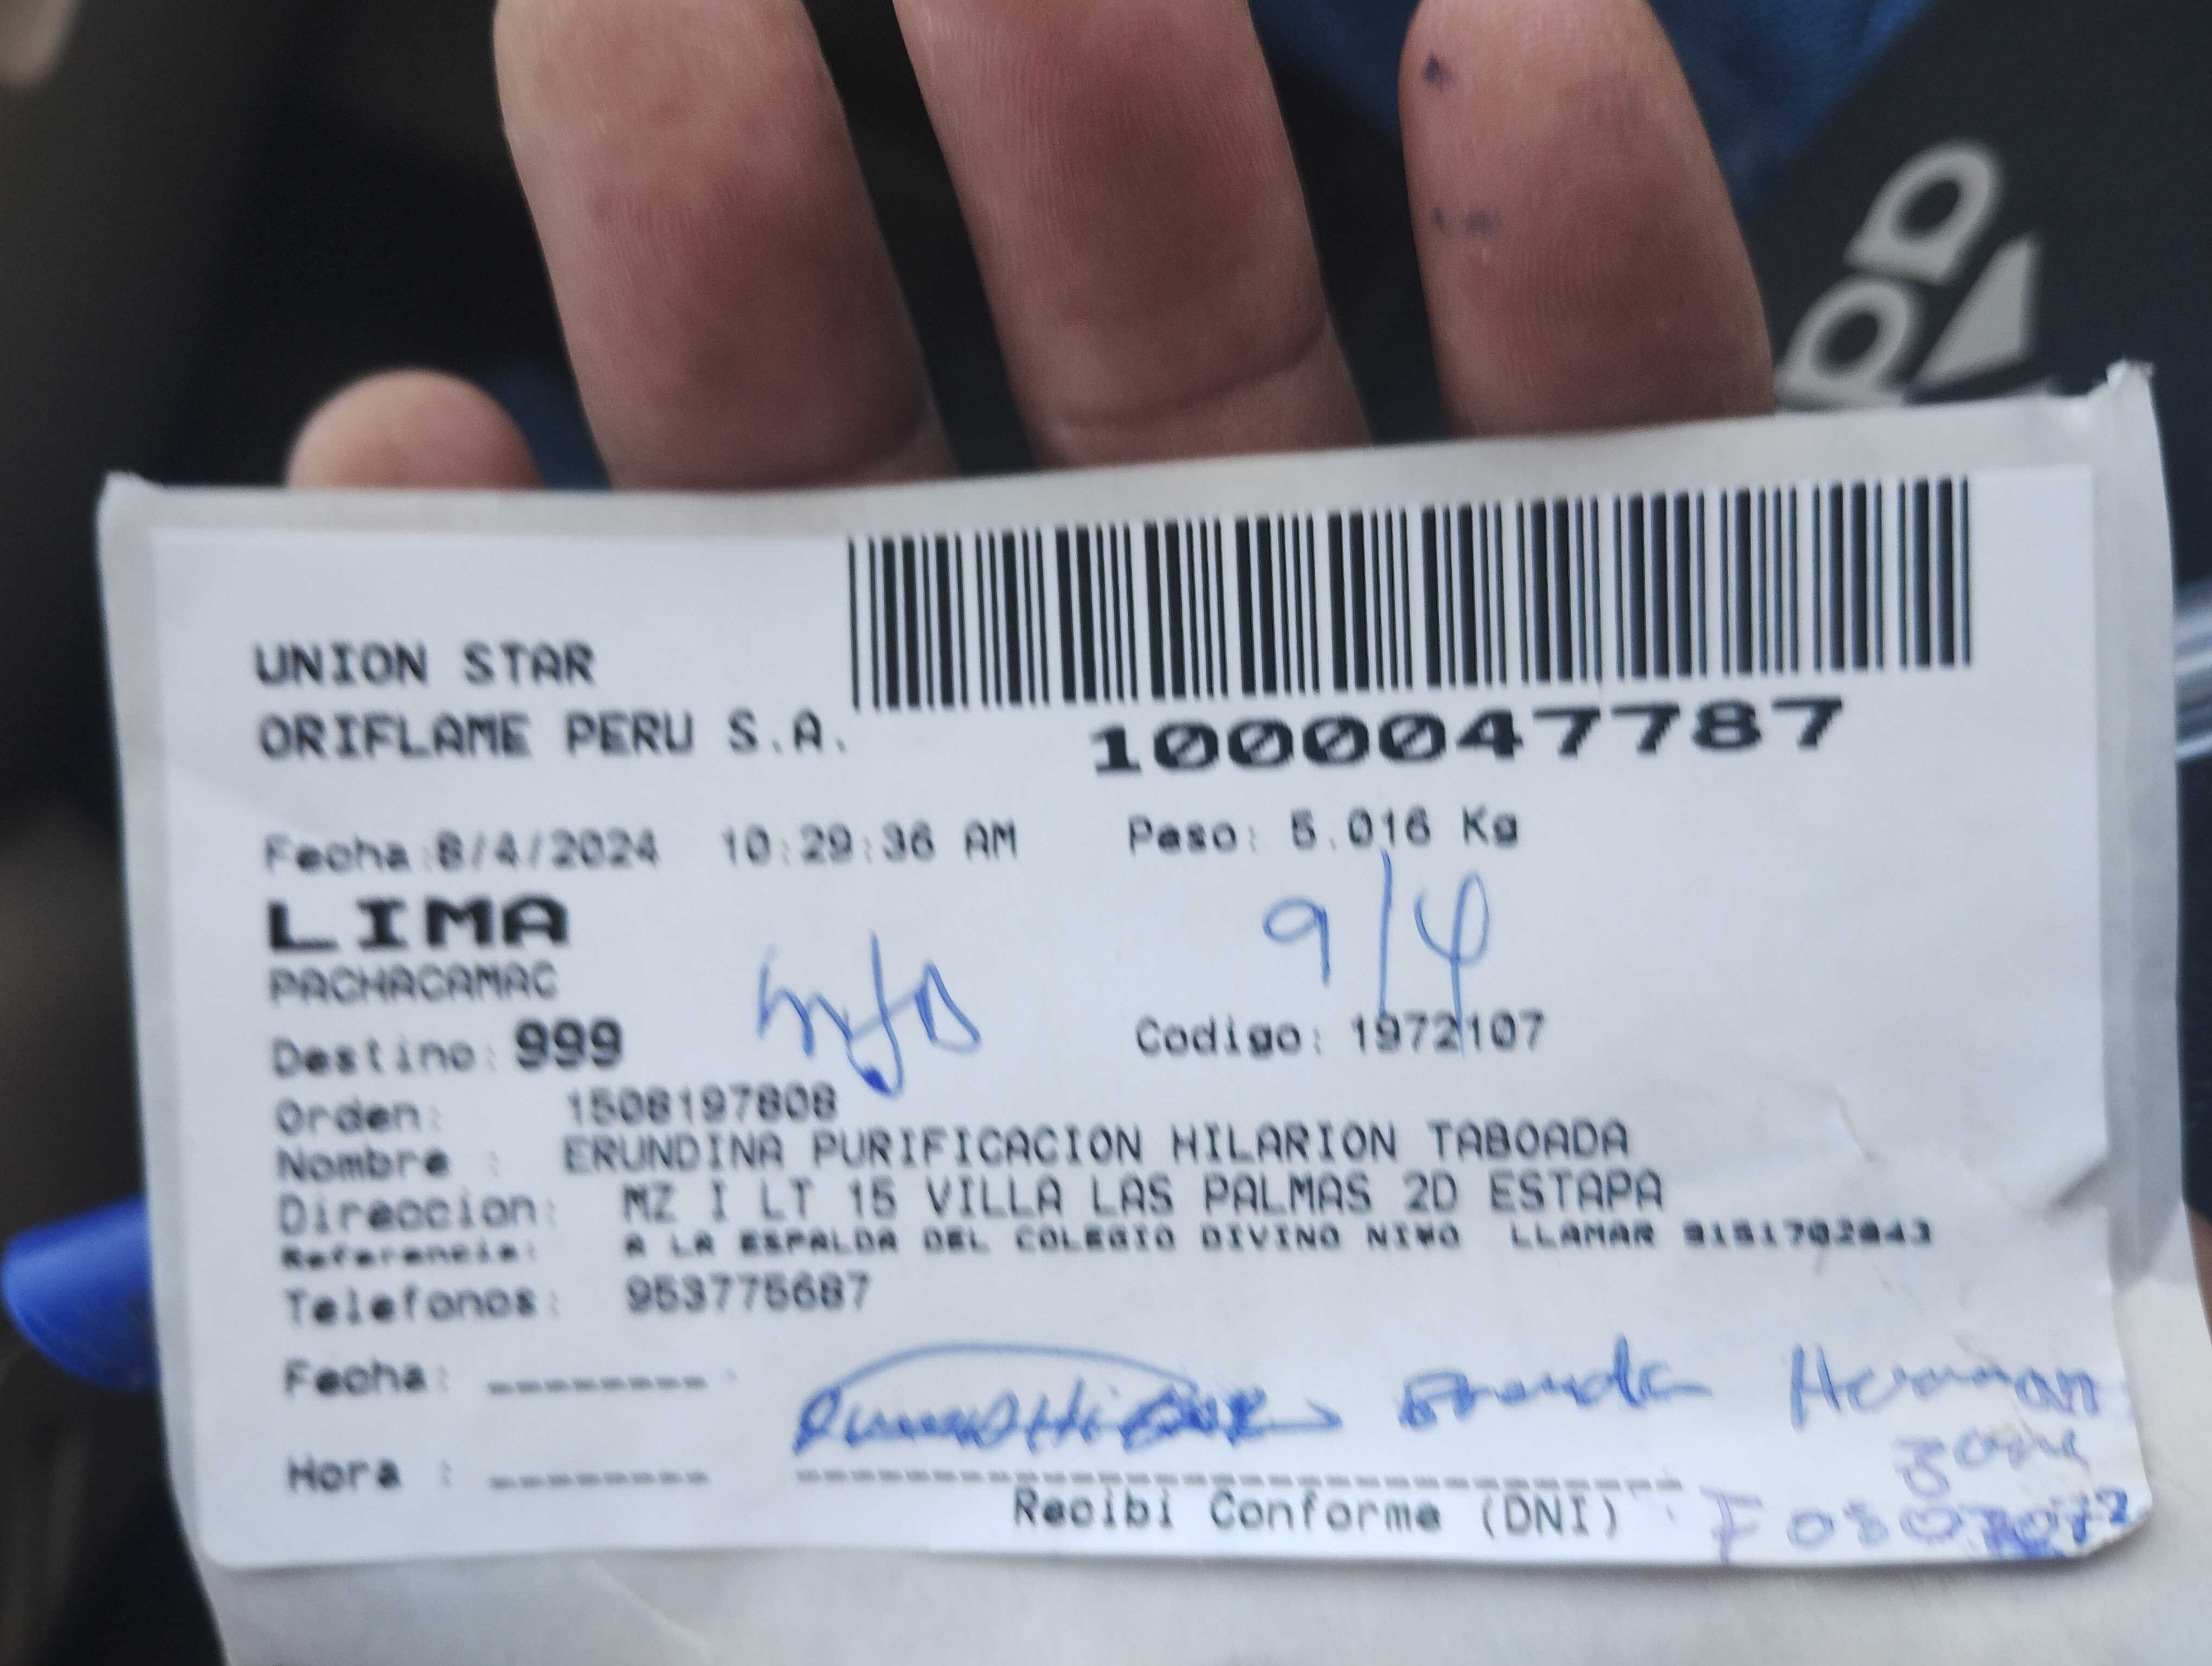 UNION STAR
ORIFLAME PERU S.A.
1000047787
Fecha:8/4/2024 10:29:36 AM Peso: 5.016 Kg
LIMA
9/4
PACHACAMAC
Destino: 999 Codigo: 1972107
Orden: 1508197808
Nombre : ERUNDINA PURIFICACION HILARION TABOADA
Direccion: MZ I LT 15 VILLA LAS PALMAS 2D ESTAPA
Referencia: A LA ESPALDA DEL COLEGIO DIVINO LLAMAR
Telefonos: 953775687
Fecha: --------
Hora : --------
Recibi Conforme (DNI)